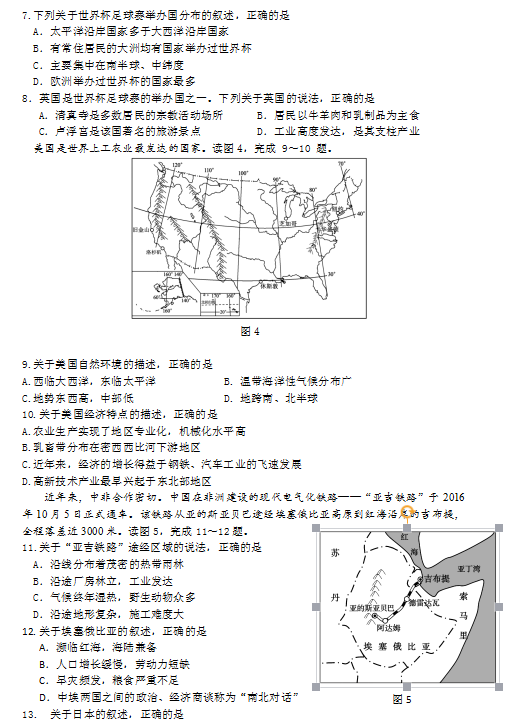 7.下列关于世界杯足球赛举办国分布的叙述，正确的是
A．太平洋沿岸国家多于大西洋沿岸国家
B．有常住居民的大洲均有国家举办过世界杯
C．主要集中在南半球、中纬度
D．欧洲举办过世界杯的国家最多
8．英国是世界杯足球赛的举办国之一。下列关于英国的说法，正确的是
A．清真寺是多数居民的宗教活动场所 B．居民以牛羊肉和乳制品为主食
C．卢浮宫是该国著名的旅游景点 D．工业高度发达，是其支柱产业
美国是世界上工农业最发达的国家。读图4，完成 9～10 题。
120°
110°
100°
90°
80°
70°
40°
30°
旧金山
洛杉矶
芝加哥
纽约
休斯敦
160° 140°
60°
160°
140°
170° 160°
20°
图4
9.关于美国自然环境的描述，正确的是
A.西临大西洋，东临太平洋 B．温带海洋性气候分布广
C.地势东西高，中部低 D．地跨南、北半球
10.关于美国经济特点的描述，正确的是
A.农业生产实现了地区专业化，机械化水平高
B.乳畜带分布在密西西比河下游地区
C.近年来，经济的增长得益于钢铁、汽车工业的飞速发展
D.高新技术产业最早兴起于东北部地区
近年来，中非合作密切。中国在非洲建设的现代电气化铁路——“亚吉铁路”于 2016
年 10 月 5 日正式通车。该铁路从亚的斯亚贝巴途经埃塞俄比亚高原到红海沿岸的吉布提，
全程落差近 3000 米。读图5，完成 11～12 题。
11.关于“亚吉铁路”途经区域的说法，正确的是
A．沿线分布着茂密的热带雨林
B．沿途厂房林立，工业发达
C．气候终年湿热，野生动物众多
D．沿途地形复杂，施工难度大
12.关于埃塞俄比亚的叙述，正确的是
A．濒临红海，海陆兼备
B．人口增长缓慢，劳动力短缺
C．旱灾频发，粮食严重不足
D．中埃两国之间的政治、经济商谈称为“南北对话”
红
海
苏
丹
亚丁湾
吉布提
德雷达瓦
亚的斯亚贝巴
阿达姆
索
马
里
埃 塞 俄 比 亚
图5
13． 关于日本的叙述，正确的是